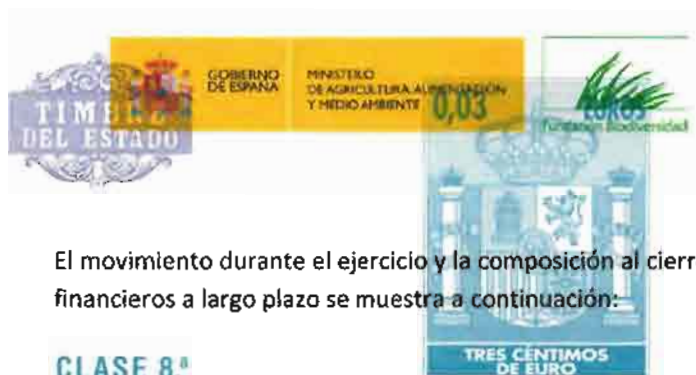 GOBIERNO
DE ESPAÑA
MINISTERIO
DE AGRICULTURA, ALIMENTACIÓN
Y MEDIO AMBIENTE
0,03
EUROS
Fundación Biodiversidad
TIMBRE
DEL ESTADO
El movimiento durante el ejercicio y la composición al cierr
financieros a largo plazo se muestra a continuación:
CLASE 8ª
TRES CÉNTIMOS
DE EURO